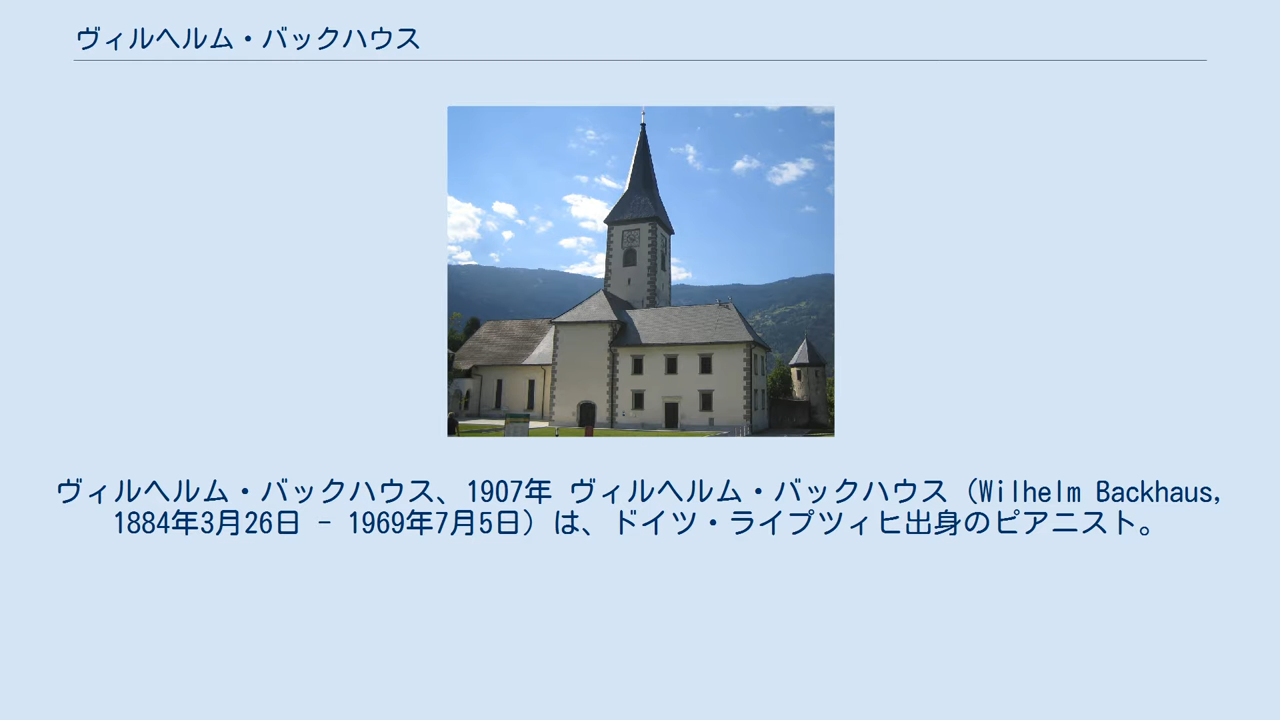 ヴィルヘルム・バックハウス
ヴィルヘルム・バックハウス、1907年 ヴィルヘルム・バックハウス（Wilhelm Backhaus,
1884年3月26日 - 1969年7月5日）は、ドイツ・ライプツィヒ出身のピアニスト。